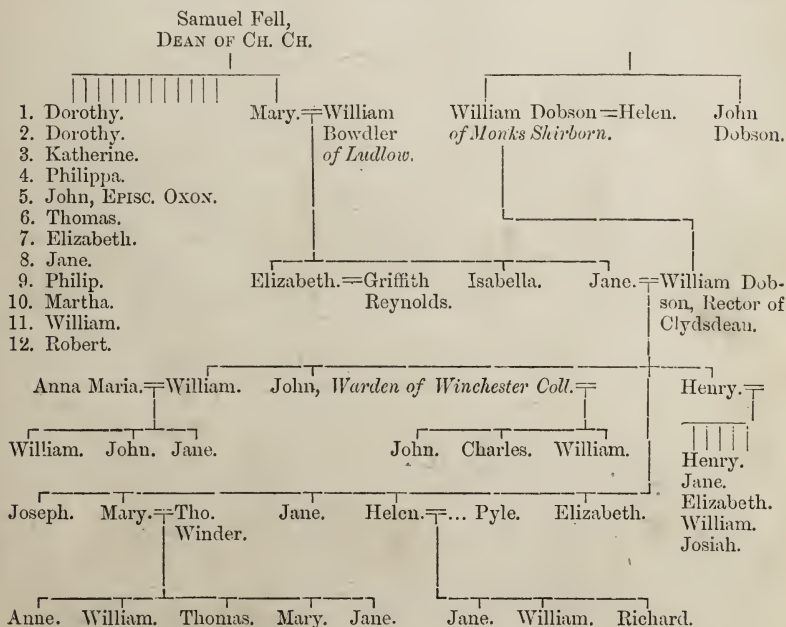 Samuel Fell,
DEAN OF CH. CH.
1. Dorothy.
2. Dorothy.
3. Katherine.
4. Philippa.
5. John, EPISC. OXON.
6. Thomas.
7. Elizabeth.
8. Jane.
9. Philip.
10. Martha.
11. William.
12. Robert.
Mary.=William
Bowdler
of Ludlow.
William Dobson=Helen.
of Monks Shirborn.
John
Dobson.
Elizabeth.=Griffith
Reynolds.
Isabella.
Jane.=William Dob-
son, Rector of
Clydsdean.
Anna Maria.=William. John, Warden of Winchester Coll.= Henry.=
William. John. Jane. John. Charles. William.
Henry.
Jane.
Elizabeth.
William.
Josiah.
Joseph. Mary.=Tho.
Winder.
Jane. Helen.=... Pyle. Elizabeth.
Anne. William. Thomas. Mary. Jane. Jane. William. Richard.